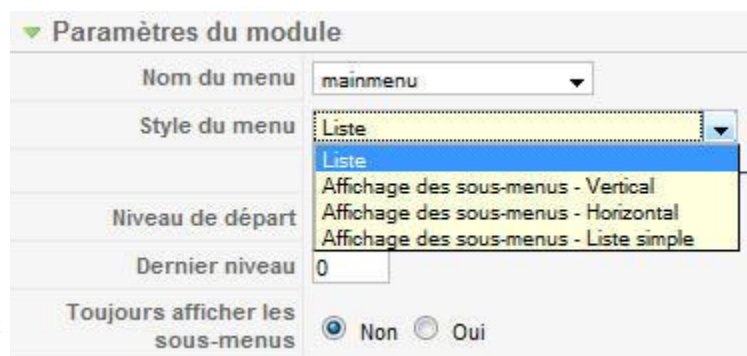 Paramètres du module
Nom du menu mainmenu
Style du menu Liste
Liste
Affichage des sous-menus - Vertical
Niveau de départ Affichage des sous-menus - Horizontal
Affichage des sous-menus - Liste simple
Dernier niveau 0
Toujours afficher les
sous-menus Non Oui